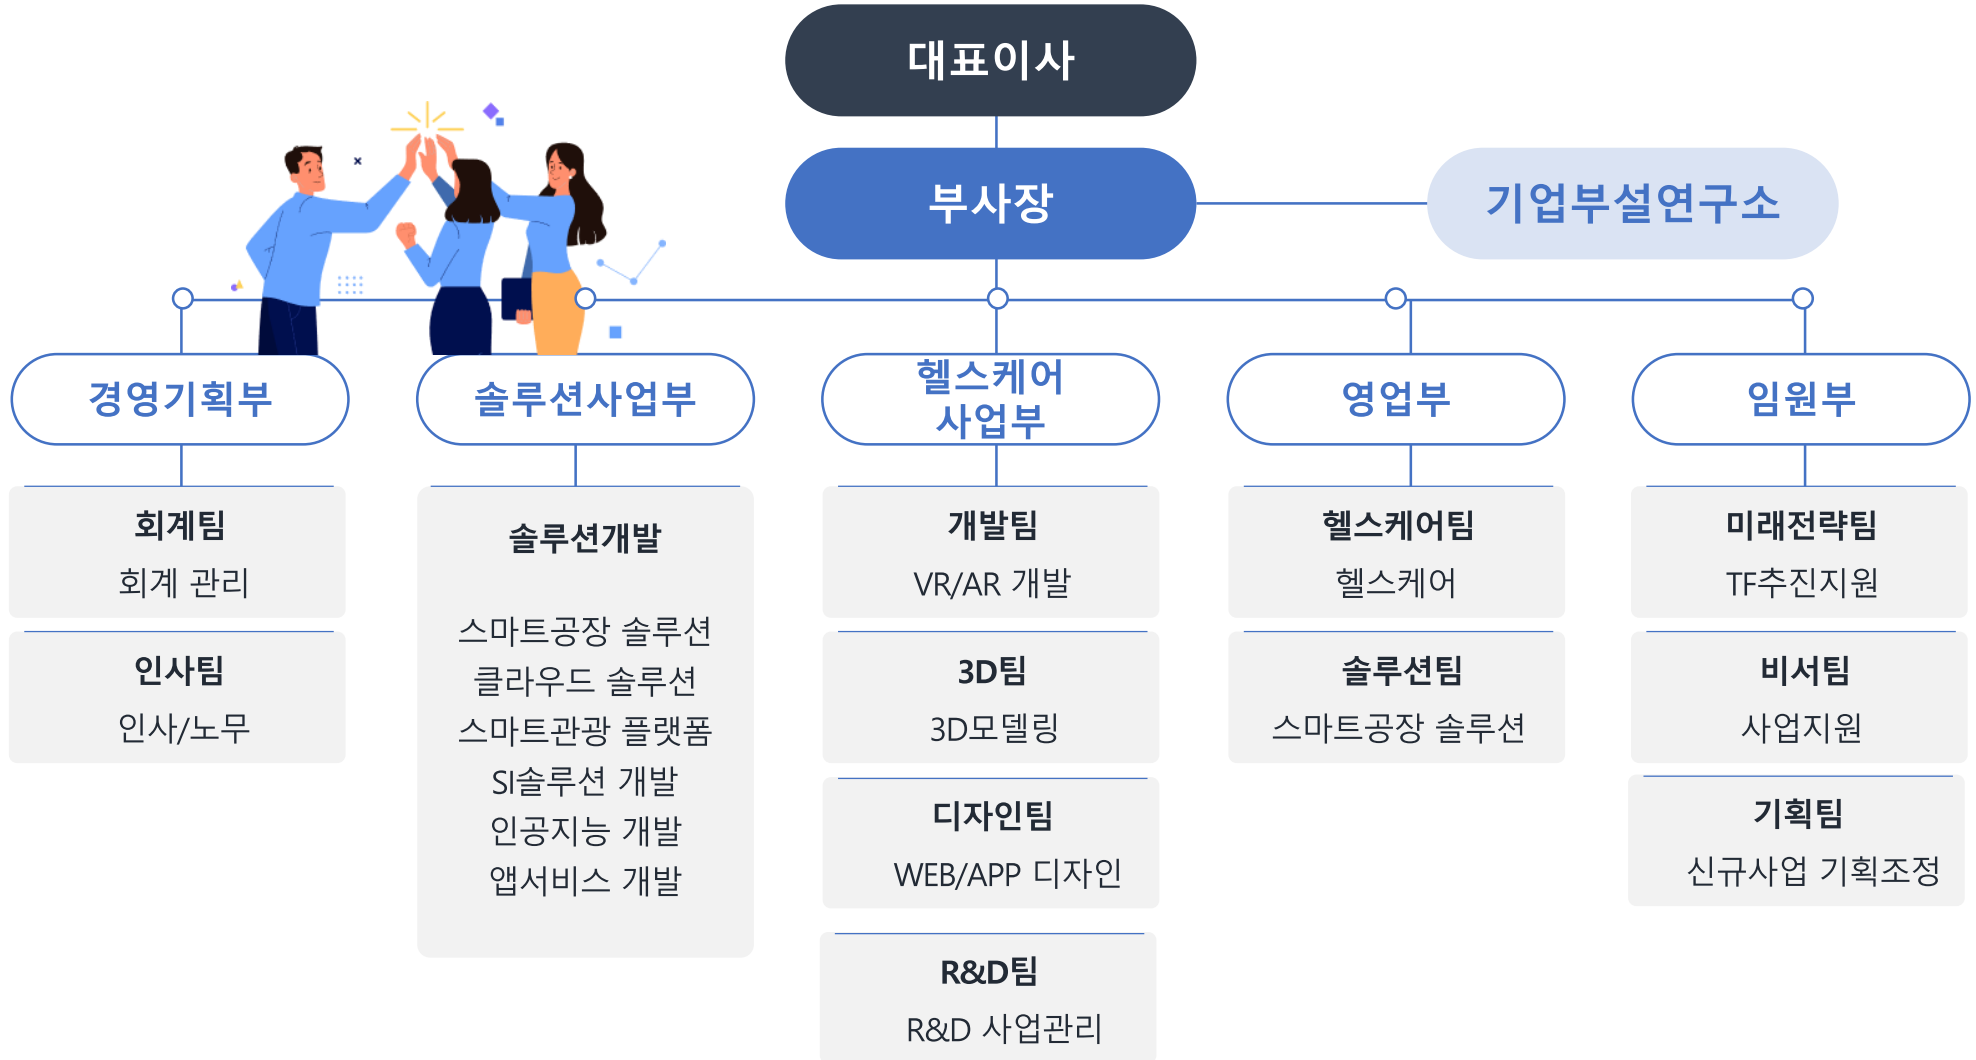 대표이사
부사장
기업부설연구소
경영기획부
솔루션사업부
헬스케어
사업부
영업부
임원부
회계팀
회계 관리
인사팀
인사/노무
솔루션개발
스마트공장 솔루션
클라우드 솔루션
스마트관광 플랫폼
SI솔루션 개발
인공지능 개발
앱서비스 개발
개발팀
VR/AR 개발
3D팀
3D모델링
디자인팀
WEB/APP 디자인
R&D팀
R&D 사업관리
헬스케어팀
헬스케어
솔루션팀
스마트공장 솔루션
미래전략팀
TF추진지원
비서팀
사업지원
기획팀
신규사업 기획조정